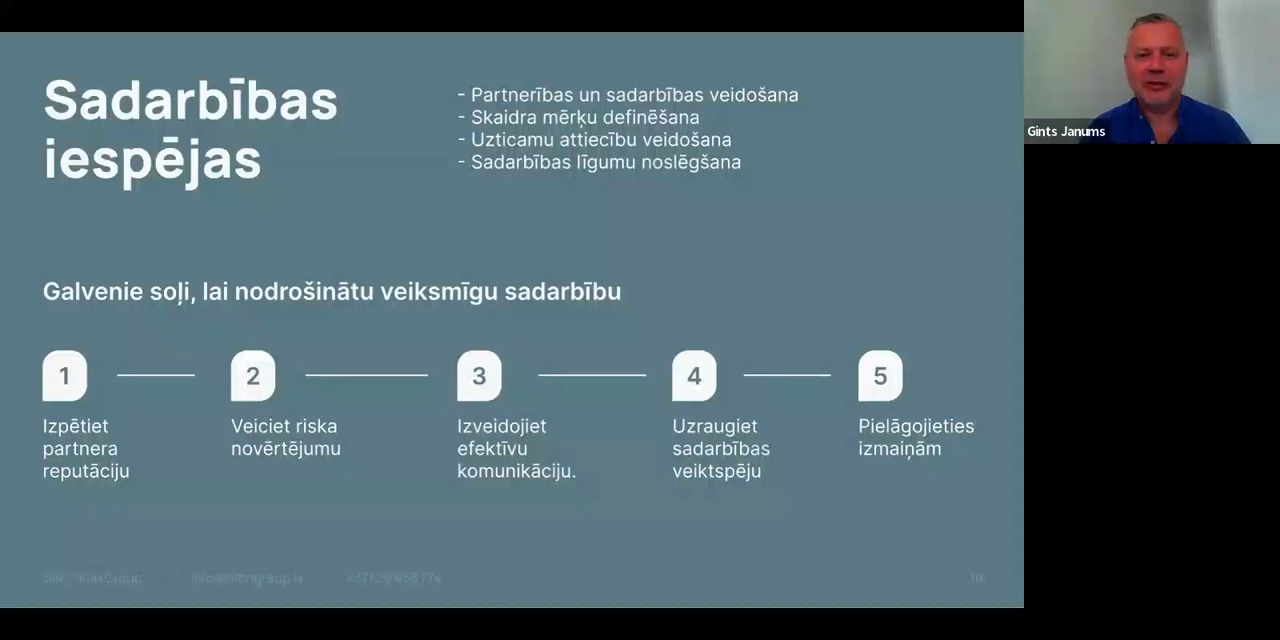 Sadarbības
iespējas
- Partnerības un sadarbības veidošana
- Skaidra mērķu definēšana
- Uzticamu attiecību veidošana
- Sadarbības līgumu noslēgšana
Gints Janums
Galvenie soļi, lai nodrošinātu veiksmīgu sadarbību
1
2
3
4
5
Izpētiet
partnera
reputāciju
Veiciet riska
novērtējumu
Izveidojiet
efektīvu
komunikāciju.
Uzraugiet
sadarbības
veiktspēju
Pielāgojieties
izmaiņām